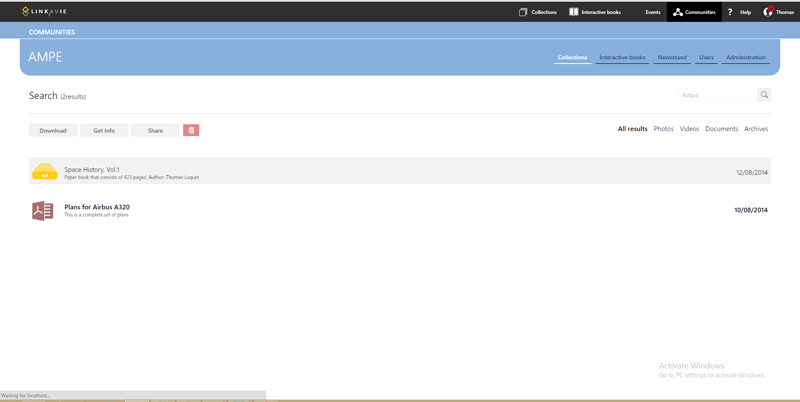 LINKAVIE
Collections
Interactive books
Events
Communities
? Help
Thomas
COMMUNITIES
AMPE
Collections
Interactive books
Newsstand
Users
Administration
Search (2results)
Airbus
Download
Get info
Share
All results
Photos
Videos
Documents
Archives
Space History. Vol.1
Paper book that consists of 423 pages. Author: Thomas Luquet
12/08/2014
Plans for Airbus A320
This is a complete set of plans
10/08/2014
Activate Windows
Go to PC settings to activate Windows.
Waiting for localhost...